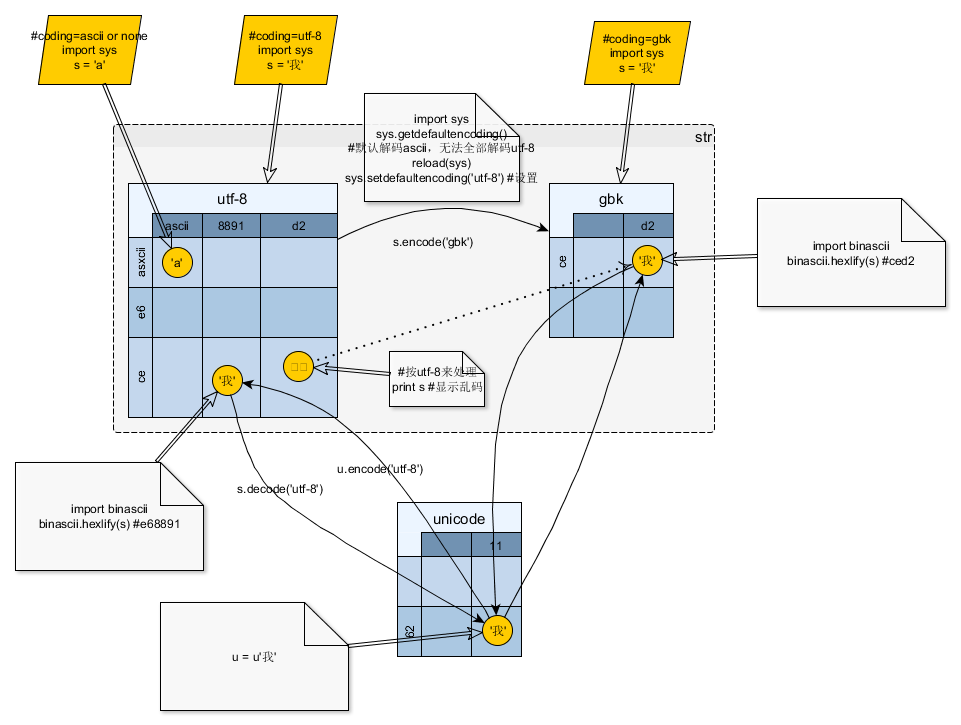 #coding=ascii or none
import sys
s = 'a'
#coding=utf-8
import sys
s = '我'
#coding=gbk
import sys
s = '我'
import sys
sys.getdefaultencoding()
#默认解码ascii，无法全部解码utf-8
reload(sys)
sys.setdefaultencoding('utf-8') #设置
str
utf-8
ascii
8891
d2
asxcii
'a'
e6
ce
'我'
s.encode('gbk')
gbk
d2
ce
'我'
import binascii
binascii.hexlify(s) #ced2
#按utf-8来处理
print s #显示乱码
import binascii
binascii.hexlify(s) #e68891
u.encode('utf-8')
s.decode('utf-8')
unicode
11
62
'我'
u = u'我'